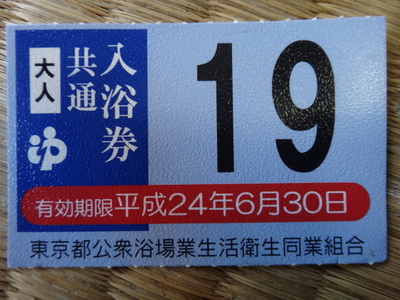 大人
共通
入浴券
ゆ
19
有効期限平成24年6月30日
東京都公衆浴場業生活衛生同業組合